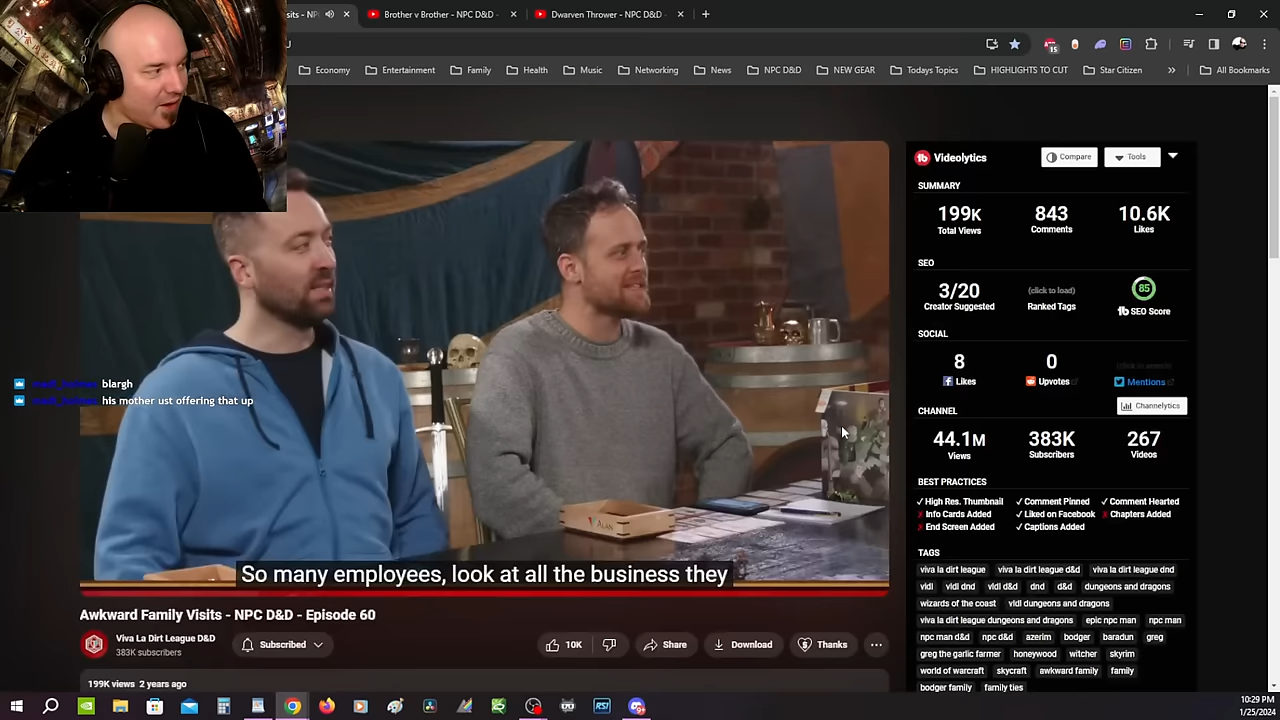 isits - NP
Brother v Brother - NPC D&D -
Dwarven Thrower - NPC D&D
15
Economy
Entertainment
Family
Health
Music
Networking
News
NPC D&D
NEW GEAR
Todays Topics
HIGHLIGHTS TO CUT
Star Citizen
All Bookmarks
Videolytics
Compare
Tools
SUMMARY
199K 843 10.6K
Total Views Comments Likes
SEO
3/20 (click to load) 85
Creator Suggested Ranked Tags SEO Score
SOCIAL
8 0
Likes Upvotes Mentions
CHANNEL
Channelytics
44.1M 383K 267
Views Subscribers Videos
BEST PRACTICES
High Res. Thumbnail Comment Pinned Comment Hearted
Info Cards Added Liked on Facebook Chapters Added
End Screen Added Captions Added
TAGS
viva la dirt league viva la dirt league d&d viva la dirt league dnd
vldl vldl dnd vldl d&d dnd d&d dungeons and dragons
wizards of the coast vldl dungeons and dragons
viva la dirt league dungeons and dragons epic npc man npc man
npc man d&d npc d&d azerim bodger baradun greg
greg the garlic farmer honeywood witcher skyrim
world of warcraft skycraft awkward family family
bodger family family ties
blargh
his mother ust offering that up
ALAN
So many employees, look at all the business they
Awkward Family Visits - NPC D&D - Episode 60
Viva La Dirt League D&D
383K subscribers
Subscribed
10K
Share
Download
Thanks
199K views 2 years ago
RSI
10:29 PM
1/25/2024